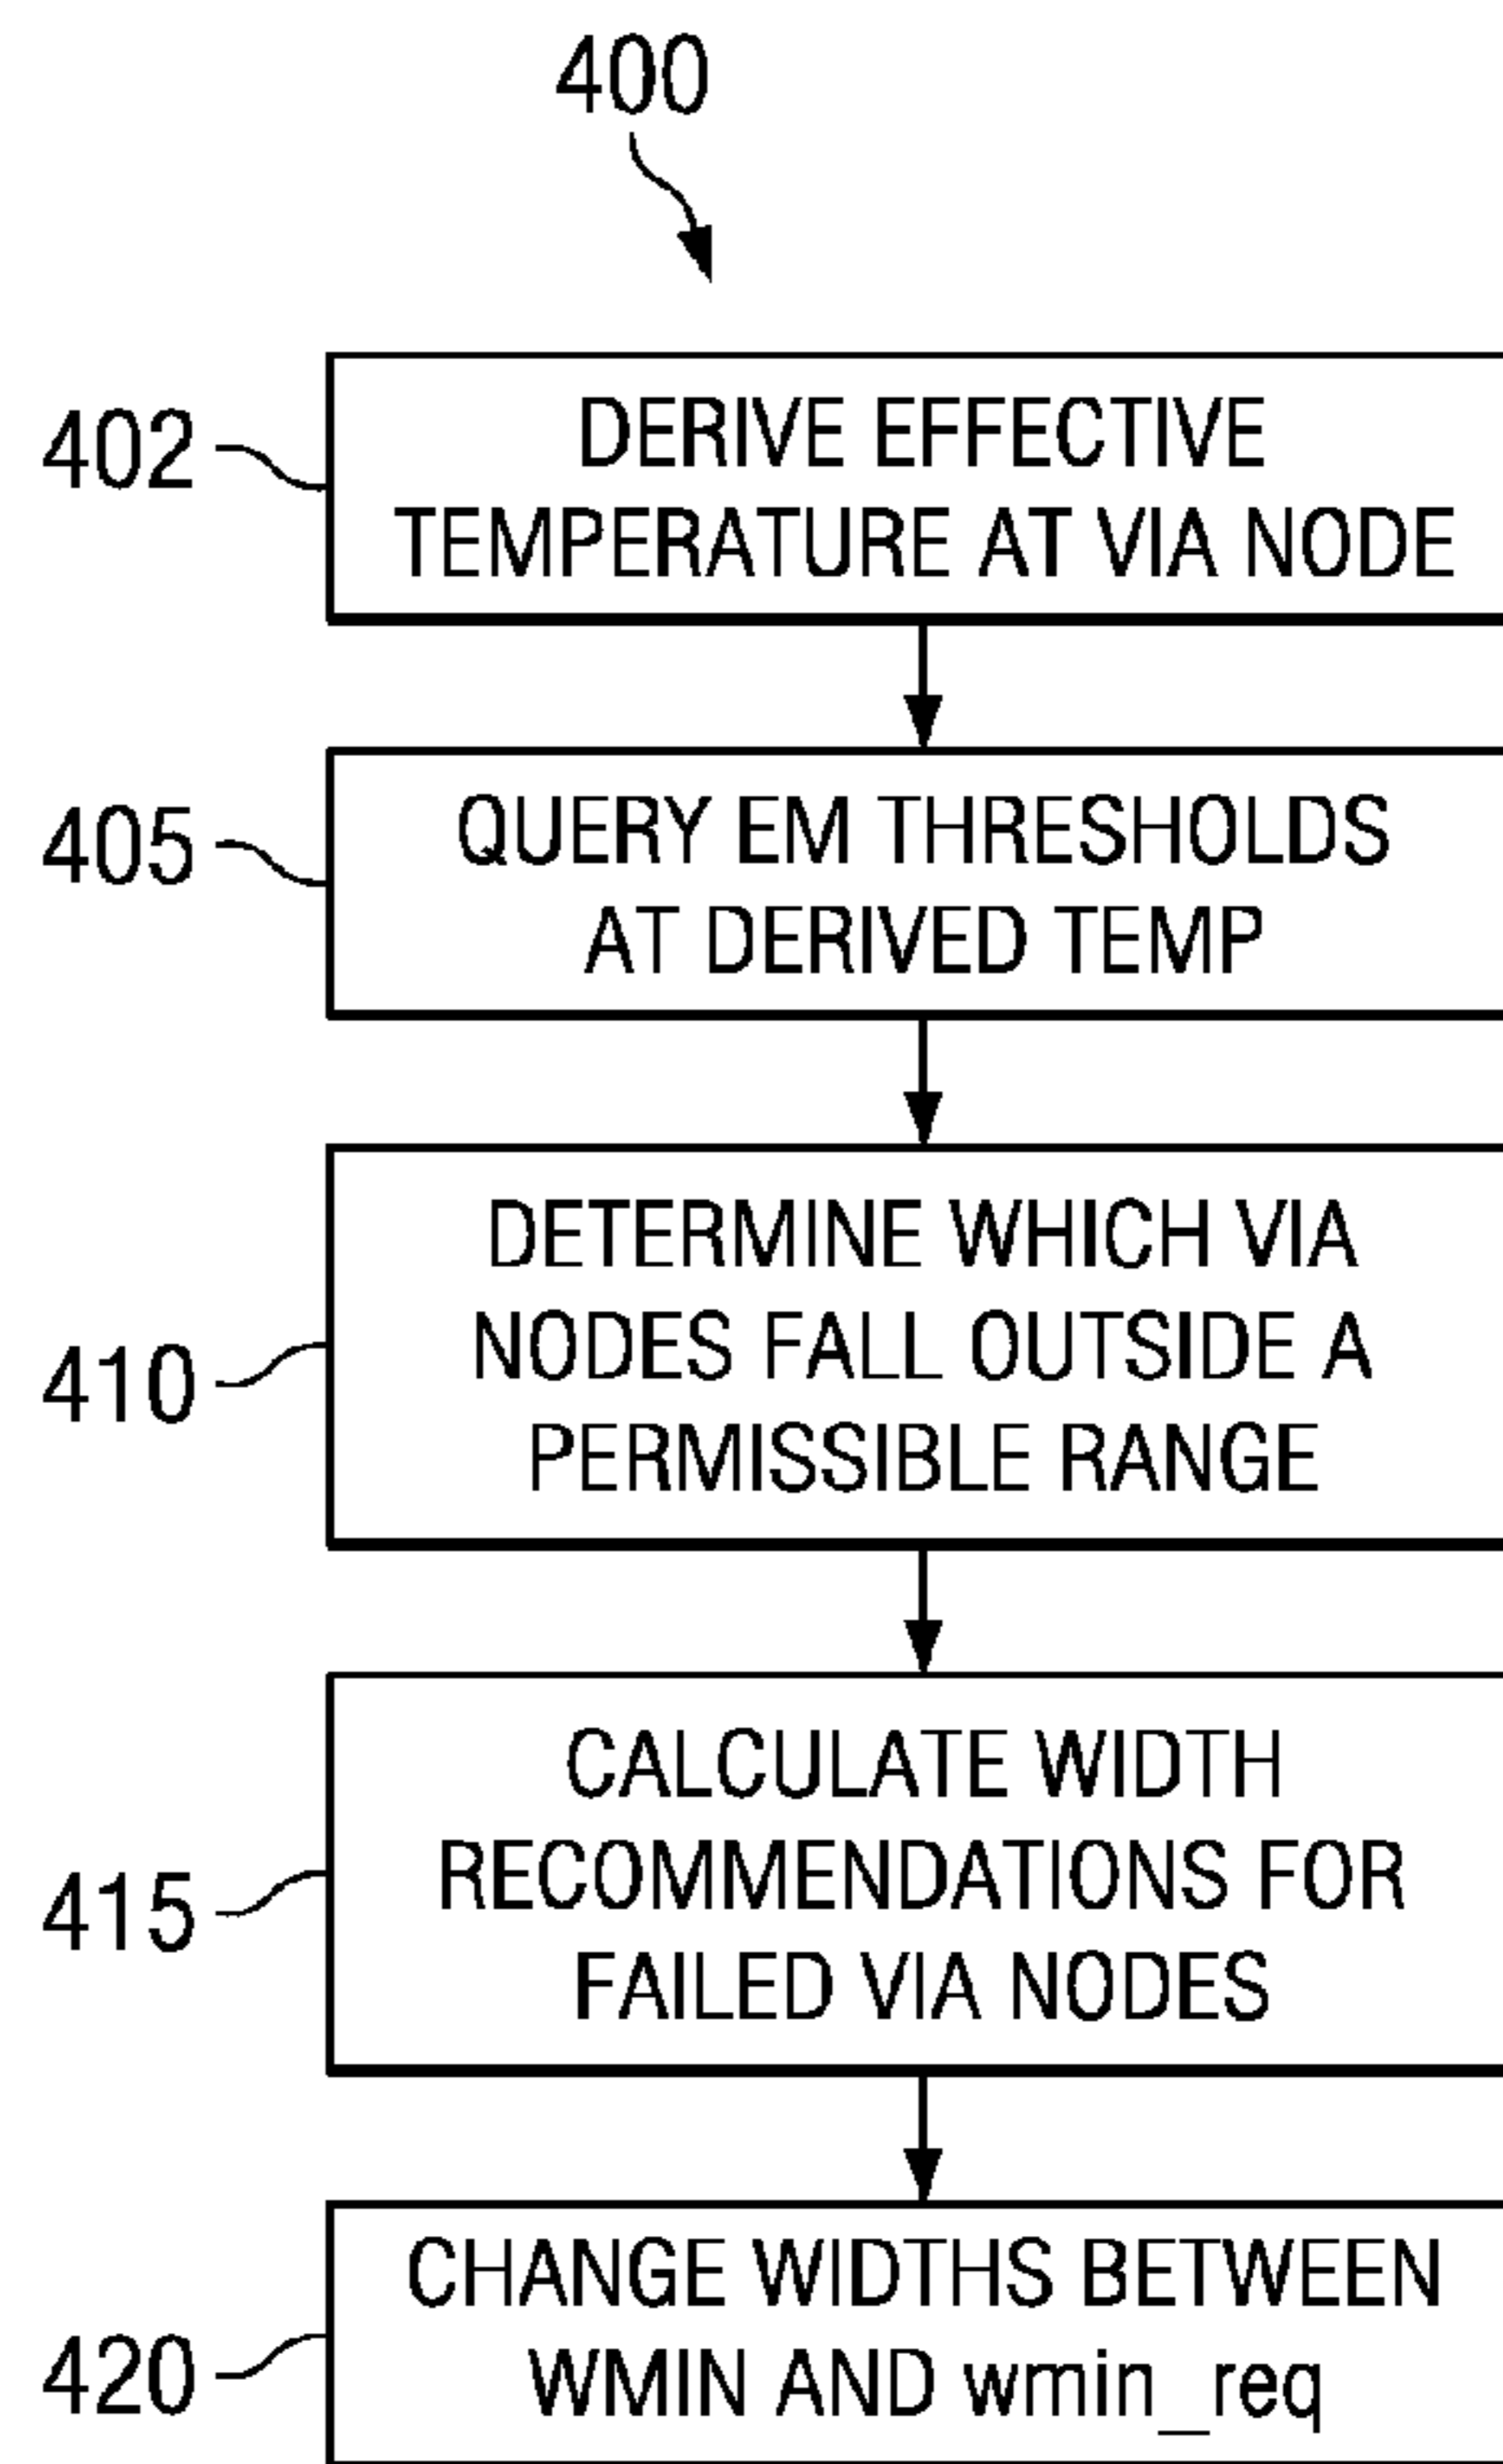 400
402
DERIVE EFFECTIVE
TEMPERATURE AT VIA NODE
405
QUERY EM THRESHOLDS
AT DERIVED TEMP
410
DETERMINE WHICH VIA
NODES FALL OUTSIDE A
PERMISSIBLE RANGE
415
CALCULATE WIDTH
RECOMMENDATIONS FOR
FAILED VIA NODES
420
CHANGE WIDTHS BETWEEN
WMIN AND wmin_req